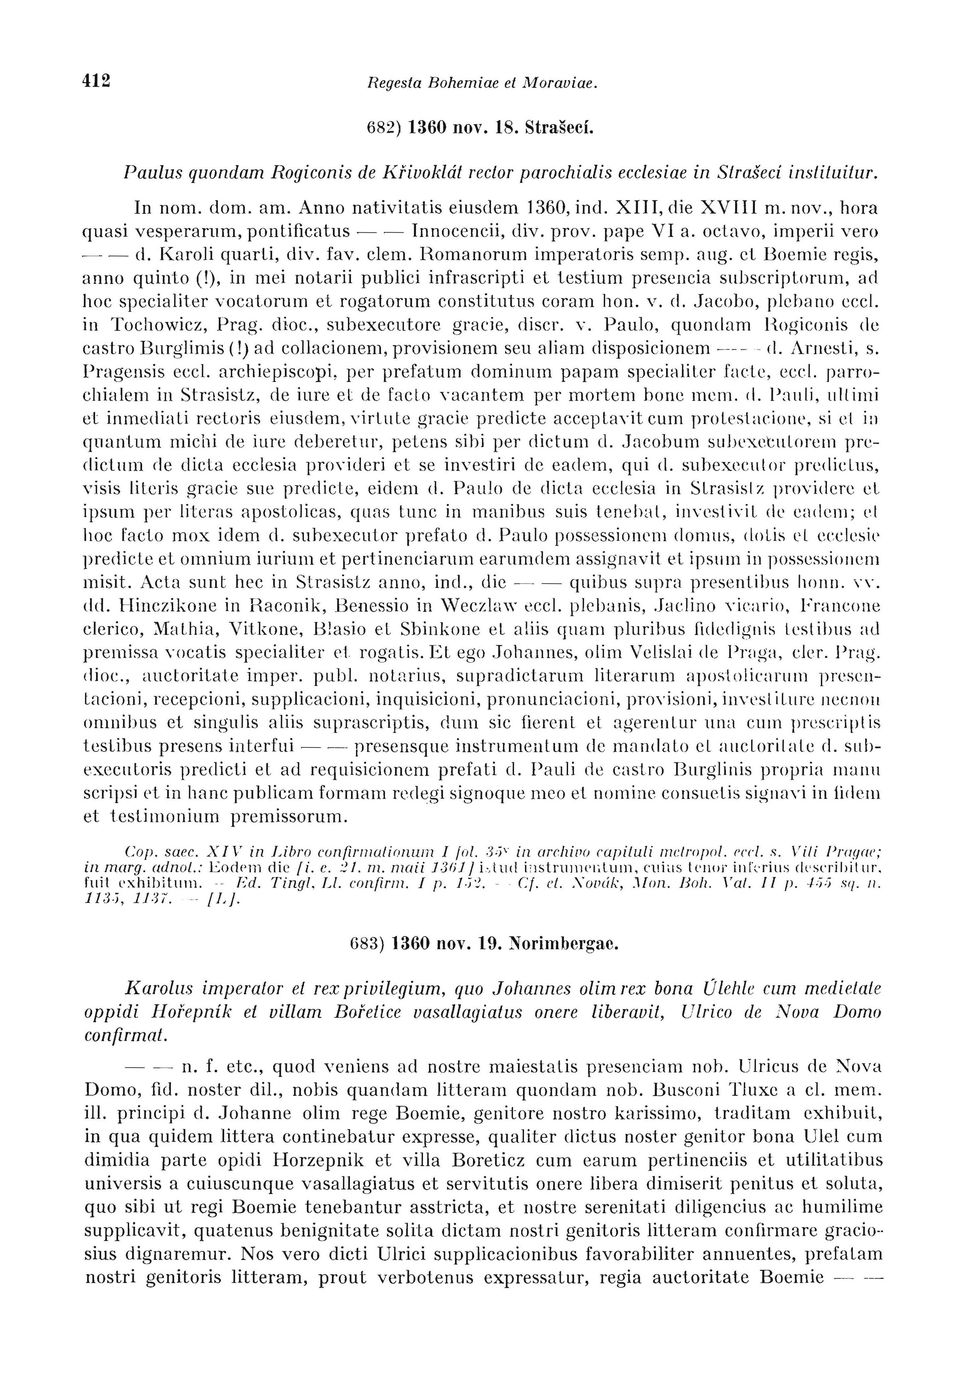 412 Regesta Bohemiae et Moraviae.
682) 1360 nov. 18. Strašecí.
Paulus quondam Rogiconis de Křivoklát rector parochialis ecclesiae in Strašecí instituitur.
In nom. dom. am. Anno nativitatis eiusdem 1360, ind. XIII, die XVIII m. nov., hora
quasi vesperarum, pontificatus — — Innocencii, div. prov. pape VI a. octavo, imperii vero
— — d. Karoli quarti, div. fav. clem. Romanorum imperatoris semp. aug. et Boemie regis,
anno quinto (!), in mei notarii publici infrascripti et testium presencia subscriptorum, ad
hoc specialiter vocatorum et rogatorum constitutus coram hon. v. d. Jacobo, plebano eccl.
in Tochowicz, Prag. dioc., subexecutore gracie, discr. v. Paulo, quondam Rogiconis de
castro Burglimis (!) ad collacionem, provisionem seu aliam disposicionem — — d. Arnesti, s.
Pragensis eccl. archiepiscopi, per prefatum dominum papam specialiter facte, eccl. parro-
chialem in Strasistz, de iure et de facto vacantem per mortem bone mem. d. Pauli, ultimi
et inmediati rectoris eiusdem, virtute gracie predicte acceptavit cum protestacione, si et in
quantum michi de iure deberetur, petens sibi per dictum d. Jacobum subexecutorem pre-
dictum de dicta ecclesia provideri et se investiri de eadem, qui d. subexecutor predictus,
visis literis gracie sue predicte, eidem d. Paulo de dicta ecclesia in Strasistz providere et
ipsum per literas apostolicas, quas tunc in manibus suis tenebat, investivit de eadem; et
hoc facto mox idem d. subexecutor prefato d. Paulo possessionem domus, dotis et ecclesie
predicte et omnium iurium et pertinenciarum earumdem assignavit et ipsum in possessionem
misit. Acta sunt hec in Strasistz anno, ind., die — — quibus supra presentibus honn. vv.
dd. Hinczikone in Raconik, Benessio in Weczlaw eccl. plebanis, Jaclino vicario, Francone
clerico, Mathia, Vitkone, Blasio et Sbinkone et aliis quam pluribus fidedignis testibus ad
premissa vocatis specialiter et rogatis. Et ego Johannes, olim Velislai de Praga, cler. Prag.
dioc., auctoritate imper. publ. notarius, supradictarum literarum apostolicarum presen-
tacioni, recepcioni, supplicacioni, inquisicioni, pronunciacioni, provisioni, investiture necnon
omnibus et singulis aliis suprascriptis, dum sic fierent et agerentur una cum prescriptis
testibus presens interfui — — presensque instrumentum de mandato et auctoritate d. sub-
executoris predicti et ad requisicionem prefati d. Pauli de castro Burglinis propria manu
scripsi et in hanc publicam formam redegi signoque meo et nomine consuetis signavi in fidem
et testimonium premissorum.
Cop. saec. XIV in Libro confirmationum I fol. 35v in archivo capituli metropol. eccl. s. Viti Pragae;
in marg. adnot.: Eodem die [i. e. 21. m. maii 1361] istud instrumentum, cuius tenor inferius describitur,
fuit exhibitum. — Ed. Tingl, Ll. confirm. I p. 152. — Cf. et. Novák, Mon. Boh. Vat. II p. 455 sq. n.
1135, 1137. — [L].
683) 1360 nov. 19. Norimbergae.
Karolus imperator et rex privilegium, quo Johannes olim rex bona Úlehle cum medietate
oppidi Hořepník et villam Bořetice vasallagiatus onere liberavit, Ulrico de Nova Domo
confirmat.
— — n. f. etc., quod veniens ad nostre maiestatis presenciam nob. Ulricus de Nova
Domo, fid. noster dil., nobis quandam litteram quondam nob. Busconi Tluxe a cl. mem.
ill. principi d. Johanne olim rege Boemie, genitore nostro karissimo, traditam exhibuit,
in qua quidem littera continebatur expresse, qualiter dictus noster genitor bona Ulel cum
dimidia parte opidi Horzepnik et villa Boreticz cum earum pertinenciis et utilitatibus
universis a cuiuscunque vasallagiatus et servitutis onere libera dimiserit penitus et soluta,
quo sibi ut regi Boemie tenebantur asstricta, et nostre serenitati diligencius ac humilime
supplicavit, quatenus benignitate solita dictam nostri genitoris litteram confirmare gracio-
sius dignaremur. Nos vero dicti Ulrici supplicacionibus favorabiliter annuentes, prefatam
nostri genitoris litteram, prout verbotenus expressatur, regia auctoritate Boemie — —